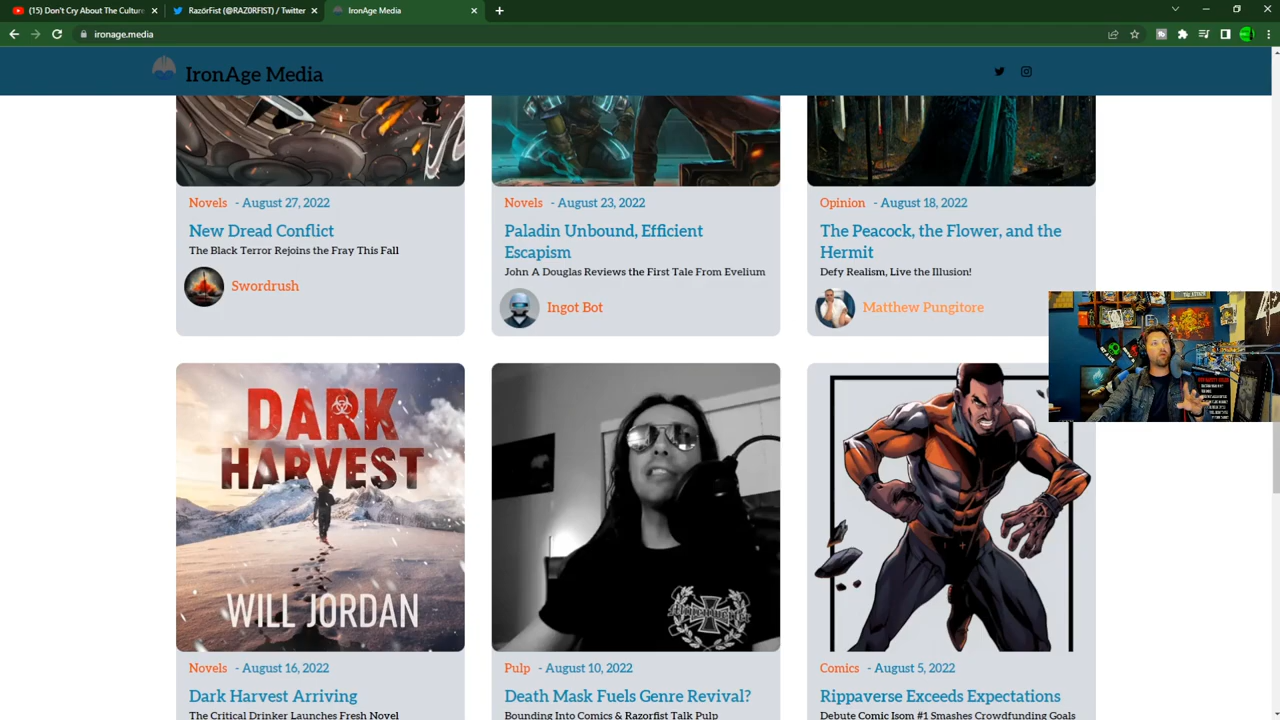 (15) Don't Cry About The Culture
RazörFist (@RAZ0RFIST) / Twitter
IronAge Media
ironage.media
IronAge Media
Novels - August 27, 2022
New Dread Conflict
The Black Terror Rejoins the Fray This Fall
Swordrush
Novels - August 23, 2022
Paladin Unbound, Efficient
Escapism
John A Douglas Reviews the First Tale From Evelium
Ingot Bot
Opinion - August 18, 2022
The Peacock, the Flower, and the
Hermit
Defy Realism, Live the Illusion!
Matthew Pungitore
DARK
HARVEST
WILL JORDAN
Novels - August 16, 2022
Dark Harvest Arriving
The Critical Drinker Launches Fresh Novel
Pulp - August 10, 2022
Death Mask Fuels Genre Revival?
Bounding Into Comics & Razorfist Talk Pulp
Comics - August 5, 2022
Rippaverse Exceeds Expectations
Debute Comic Isom #1 Smashes Crowdfunding Goals